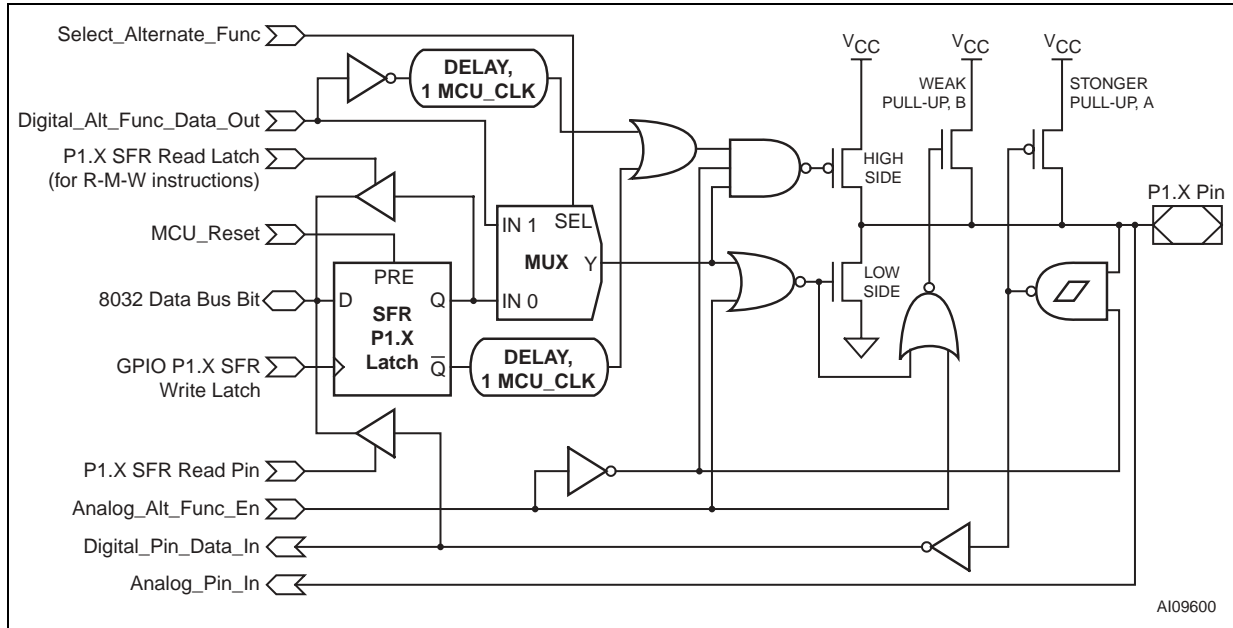 Select_Alternate_Func
DELAY,
1 MCU_CLK
Digital_Alt_Func_Data_Out
P1.X SFR Read Latch
(for R-M-W instructions)
MCU_Reset
8032 Data Bus Bit
GPIO P1.X SFR
Write Latch
P1.X SFR Read Pin
Analog_Alt_Func_En
Digital_Pin_Data_In
Analog_Pin_In
PRE
D
Q
SFR
P1.X
Latch
Q
DELAY,
1 MCU_CLK
IN 1
SEL
MUX
Y
IN 0
VCC
HIGH
SIDE
LOW
SIDE
VCC
WEAK
PULL-UP, B
VCC
STONGER
PULL-UP, A
P1.X Pin
AI09600